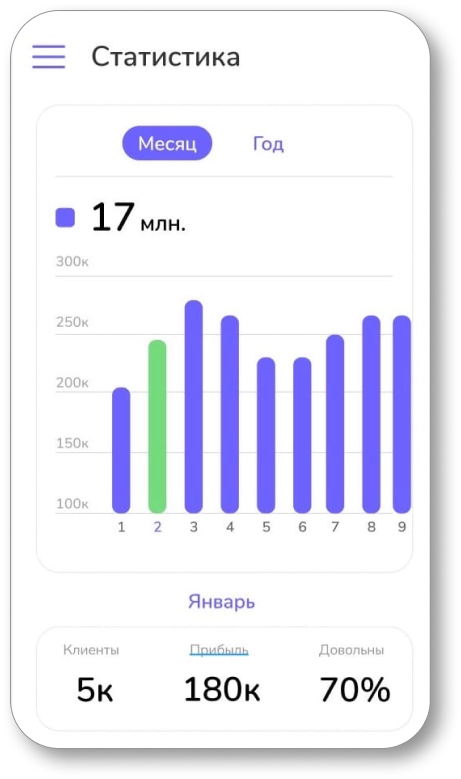 Статистика
Месяц Год
17 млн.
300к
250к
200к
150к
100к
1 2 3 4 5 6 7 8 9
Январь
Клиенты Прибыль Довольны
5к 180к 70%